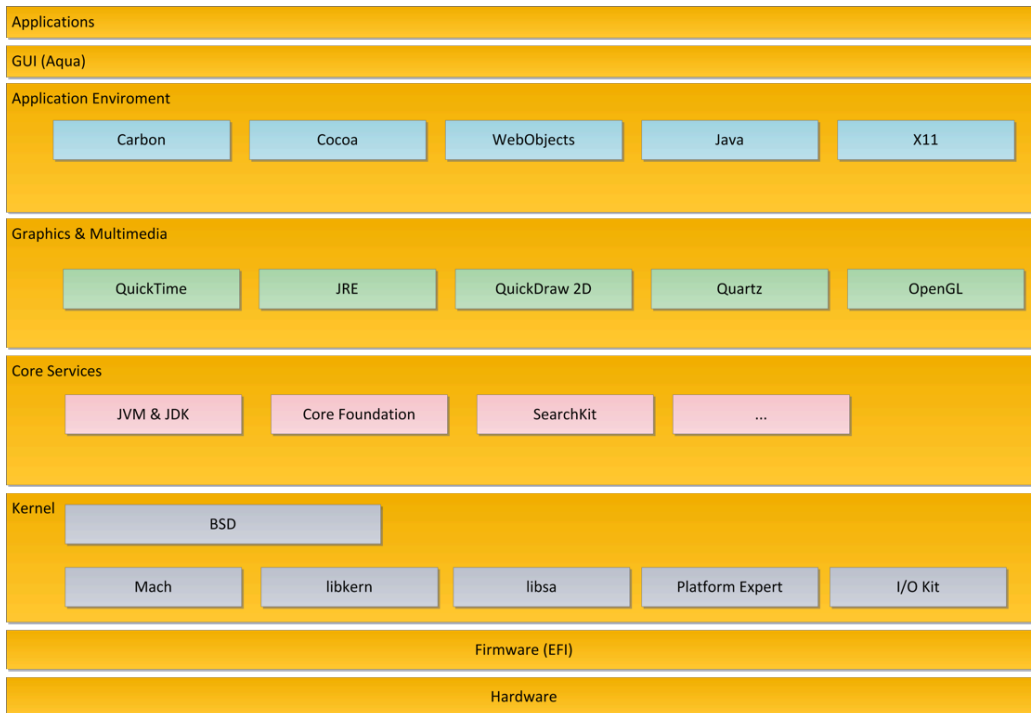 Applications
GUI (Aqua)
Application Enviroment
Carbon
Cocoa
WebObjects
Java
X11
Graphics & Multimedia
QuickTime
JRE
QuickDraw 2D
Quartz
OpenGL
Core Services
JVM & JDK
Core Foundation
SearchKit
...
Kernel
BSD
Mach
libkern
libsa
Platform Expert
I/O Kit
Firmware (EFI)
Hardware